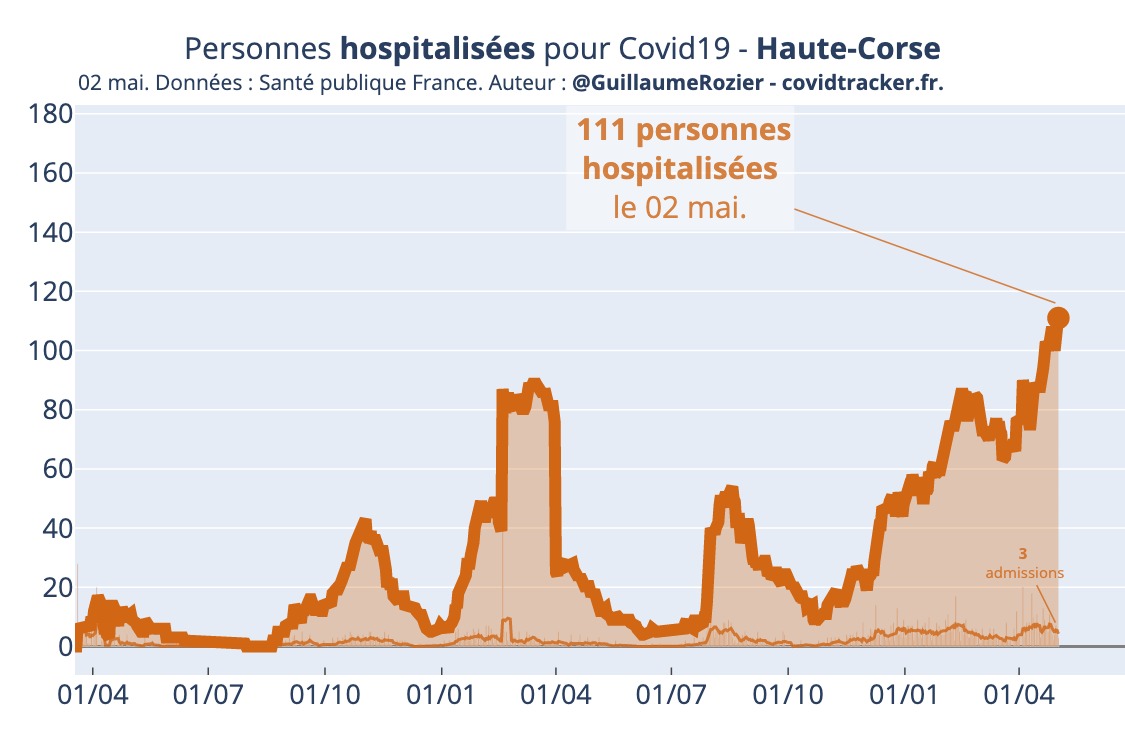 Personnes hospitalisées pour Covid19 - Haute-Corse
02 mai. Données : Santé publique France. Auteur : @GuillaumeRozier - covidtracker.fr.
180
111 personnes
hospitalisées
le 02 mai.
160
140
120
100
80
60
40
3
admissions
20
0
01/04 01/07 01/10 01/01 01/04 01/07 01/10 01/01 01/04